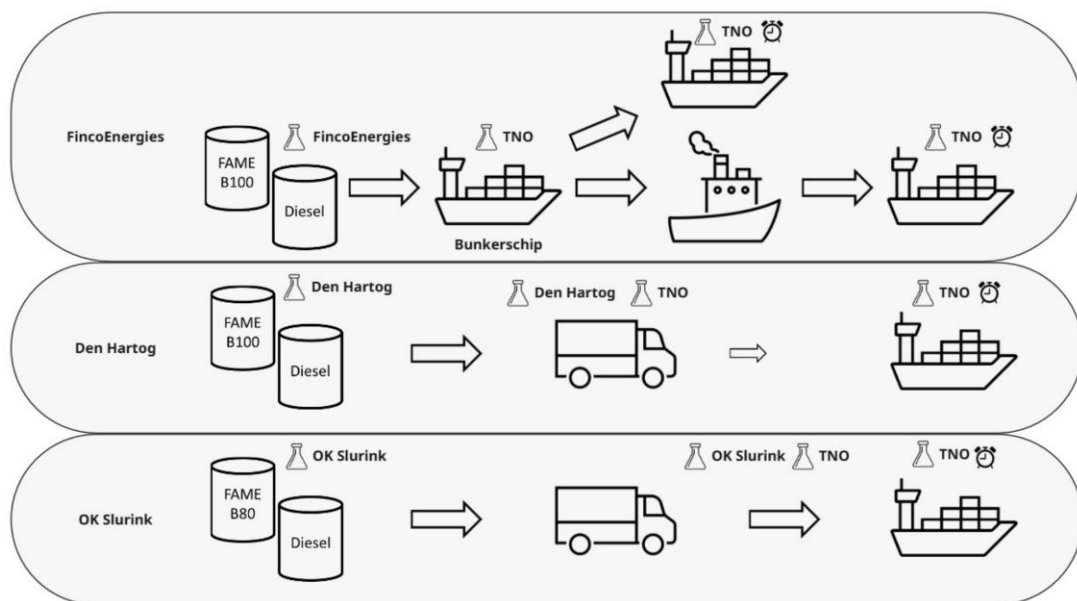 TNO
FincoEnergies
FAME
B100
Diesel
FincoEnergies
TNO
Bunkerschip
TNO
Den Hartog
FAME
B100
Diesel
Den Hartog
Den Hartog
TNO
TNO
OK Slurink
FAME
B80
Diesel
OK Slurink
OK Slurink
TNO
TNO